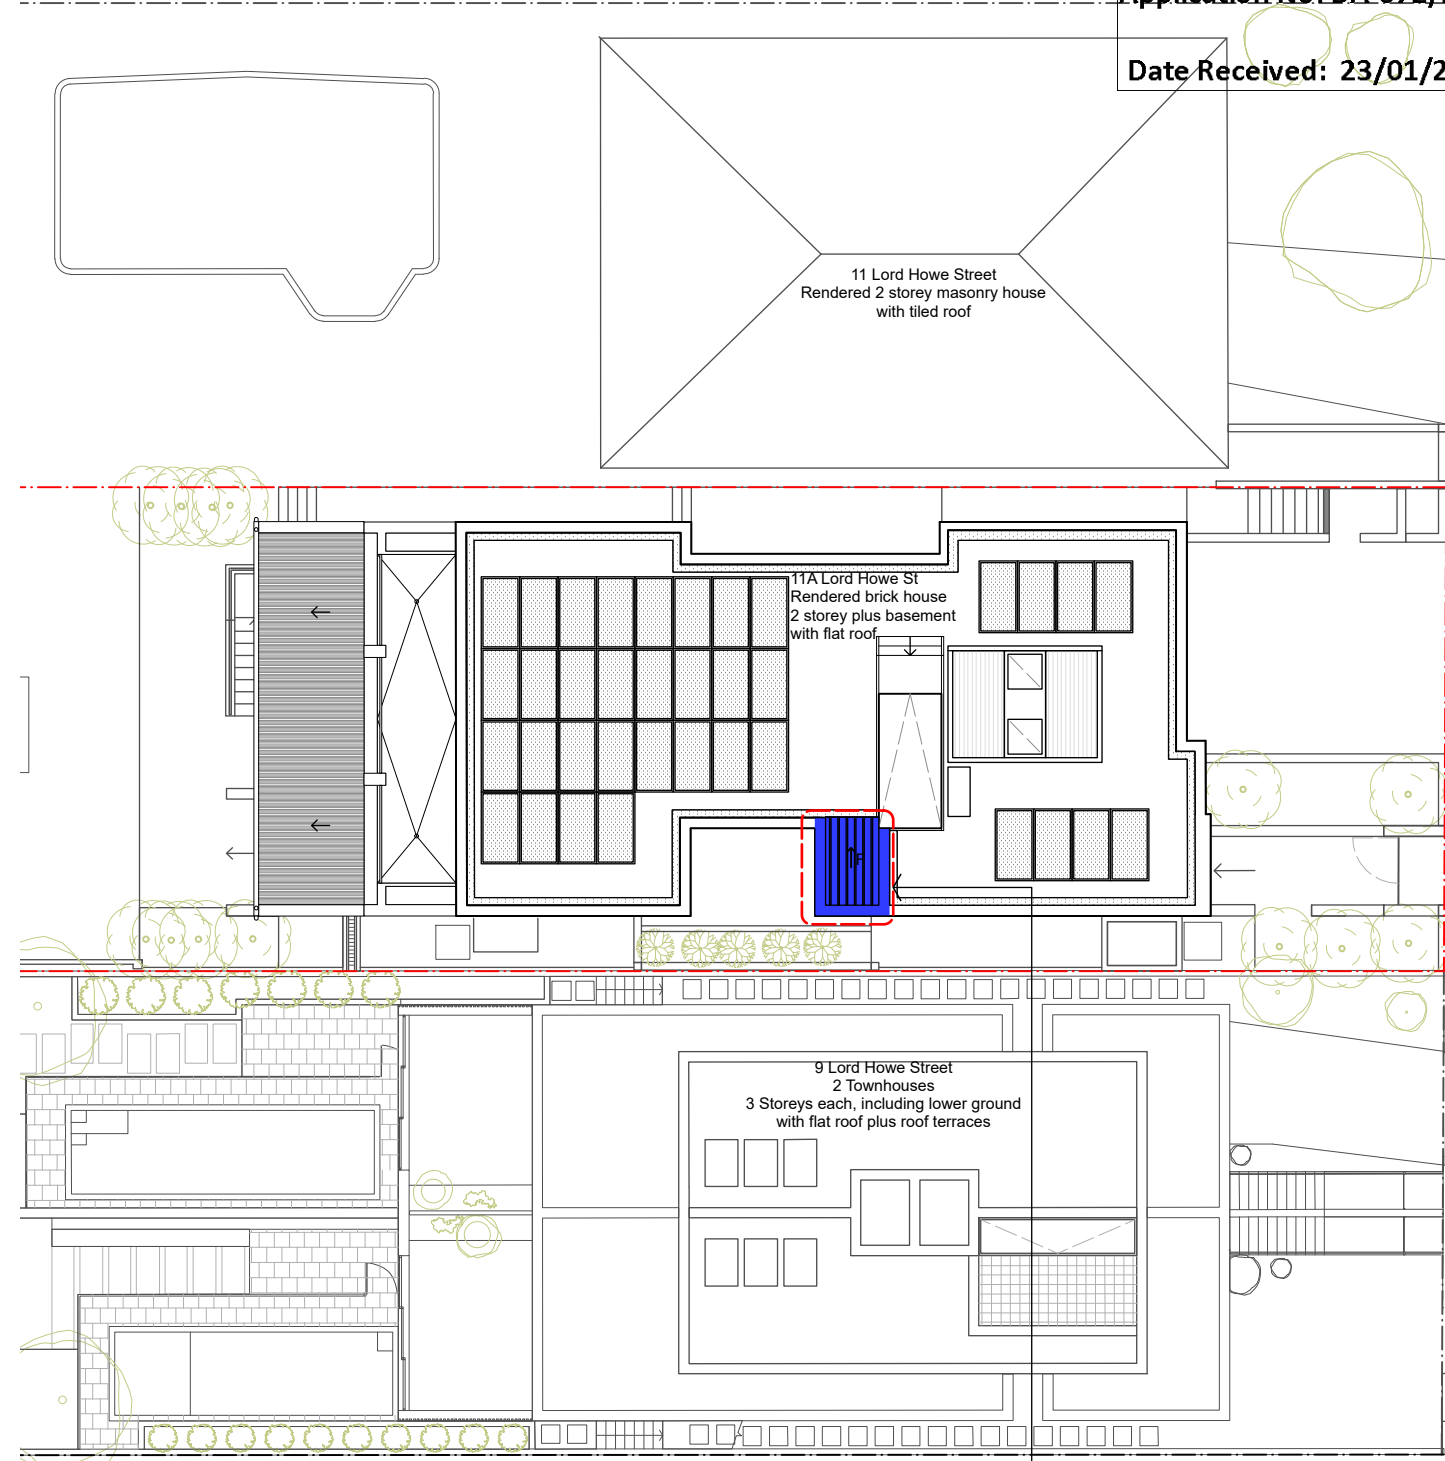 Date Received: 23/01/2
11 Lord Howe Street
Rendered 2 storey masonry house
with tiled roof
11A Lord Howe St
Rendered brick house
2 storey plus basement
with flat roof
F
9 Lord Howe Street
2 Townhouses
3 Storeys each, including lower ground
with flat roof plus roof terraces